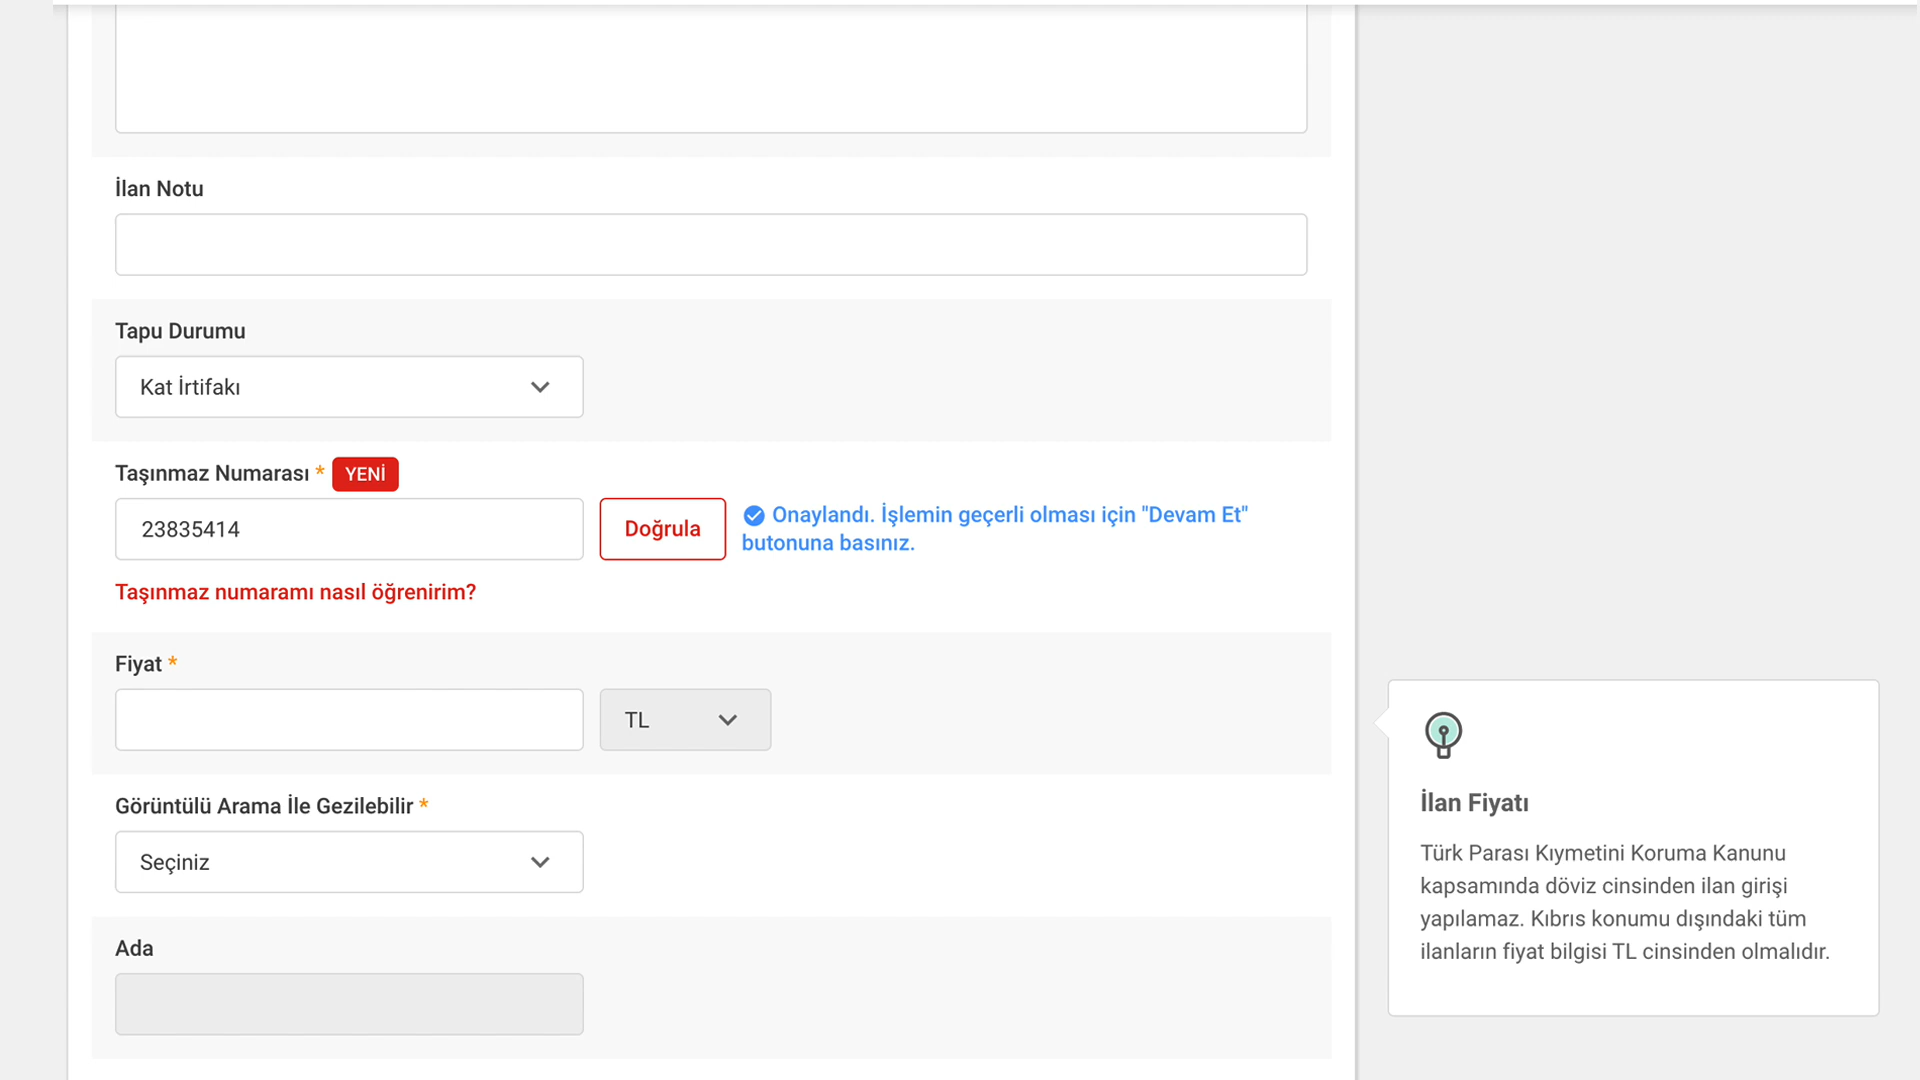 İlan Notu
Tapu Durumu
Kat İrtifakı
Taşınmaz Numarası * YENİ
23835414
Doğrula
Onaylandı. İşlemin geçerli olması için "Devam Et"
butonuna basınız.
Taşınmaz numaramı nasıl öğrenirim?
Fiyat *
TL
Görüntülü Arama İle Gezilebilir *
Seçiniz
Ada
İlan Fiyatı
Türk Parası Kıymetini Koruma Kanunu
kapsamında döviz cinsinden ilan girişi
yapılamaz. Kıbrıs konumu dışındaki tüm
ilanların fiyat bilgisi TL cinsinden olmalıdır.